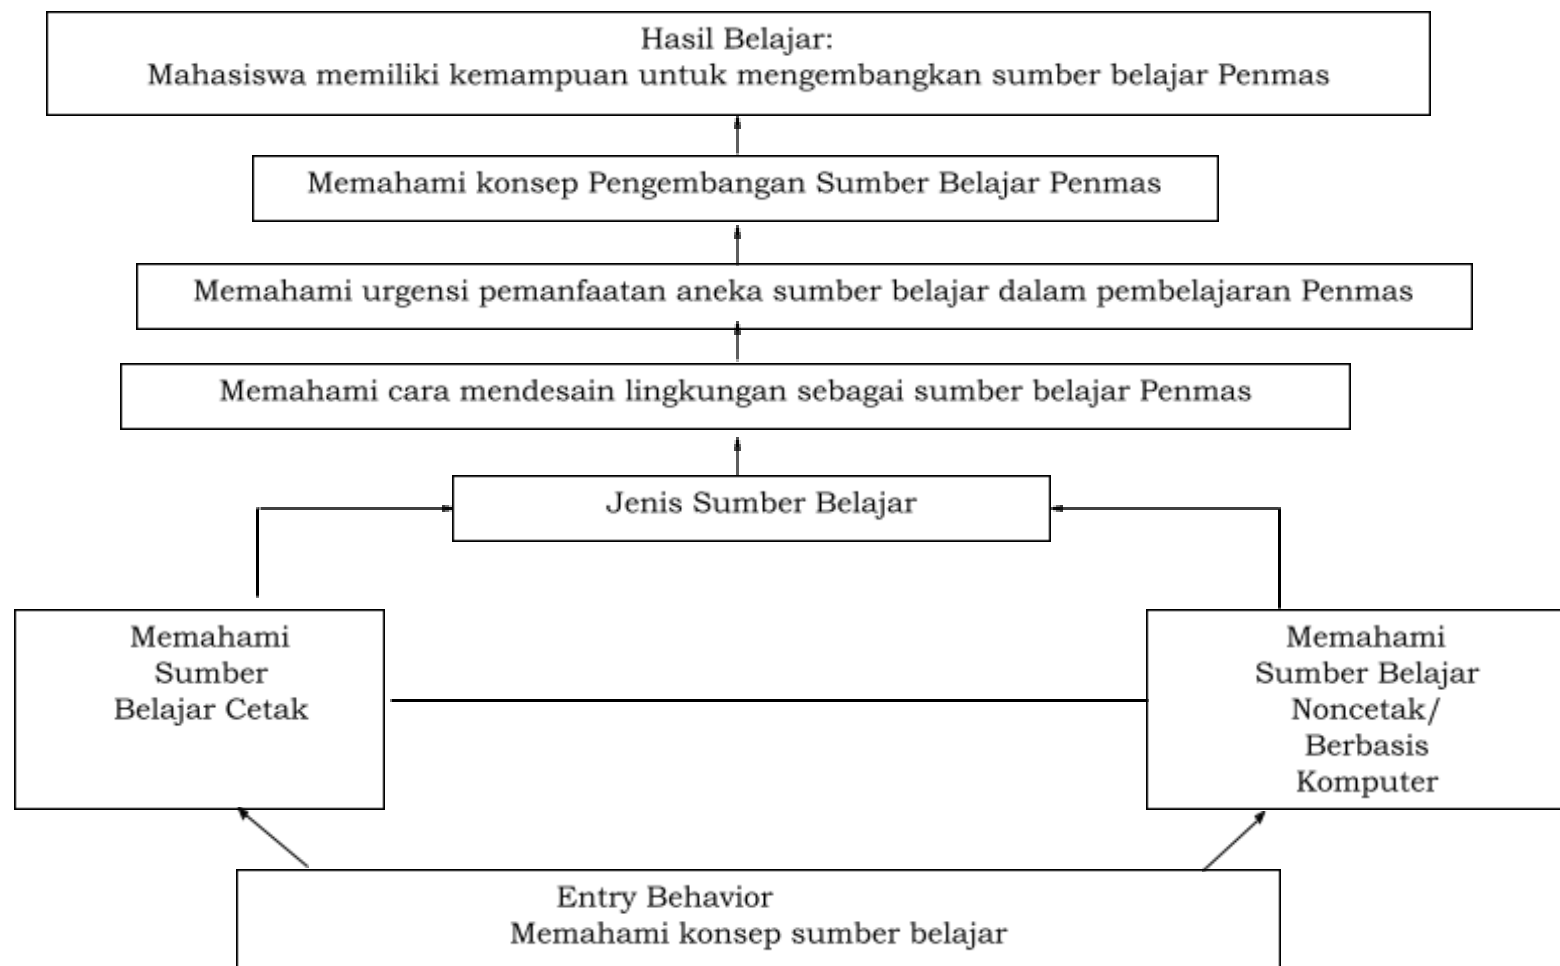 Hasil Belajar:
Mahasiswa memiliki kemampuan untuk mengembangkan sumber belajar Penmas
Memahami konsep Pengembangan Sumber Belajar Penmas
Memahami urgensi pemanfaatan aneka sumber belajar dalam pembelajaran Penmas
Memahami cara mendesain lingkungan sebagai sumber belajar Penmas
Jenis Sumber Belajar
Memahami
Sumber
Belajar Cetak
Memahami
Sumber Belajar
Noncetak/
Berbasis
Komputer
Entry Behavior
Memahami konsep sumber belajar